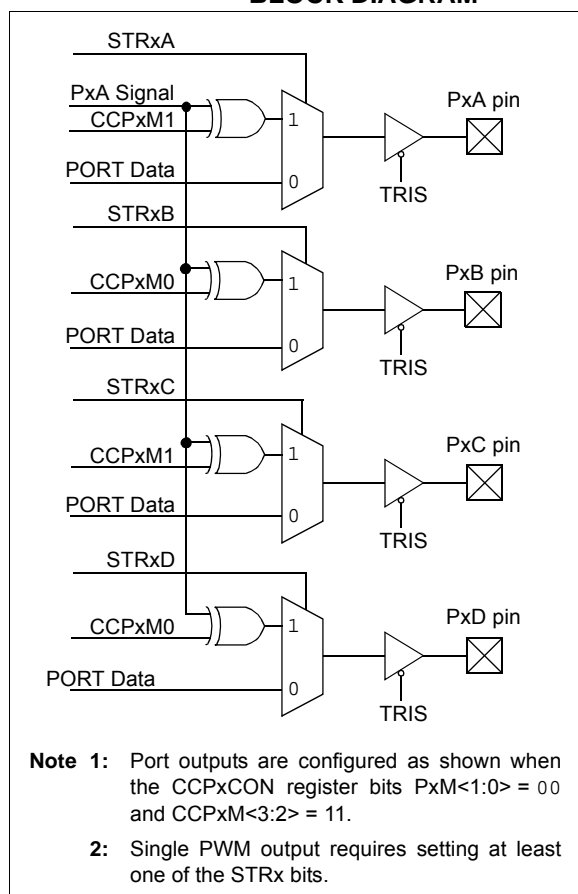 BLOCK DIAGRAM
STRxA
PxA Signal
CCPxM1
1
PxA pin
PORT Data
0
TRIS
STRxB
CCPxM0
1
PxB pin
PORT Data
0
TRIS
STRxC
CCPxM1
1
PxC pin
PORT Data
0
TRIS
STRxD
CCPxM0
1
PxD pin
PORT Data
0
TRIS
Note 1: Port outputs are configured as shown when
the CCPxCON register bits PxM<1:0> = 00
and CCPxM<3:2> = 11.
2: Single PWM output requires setting at least
one of the STRx bits.